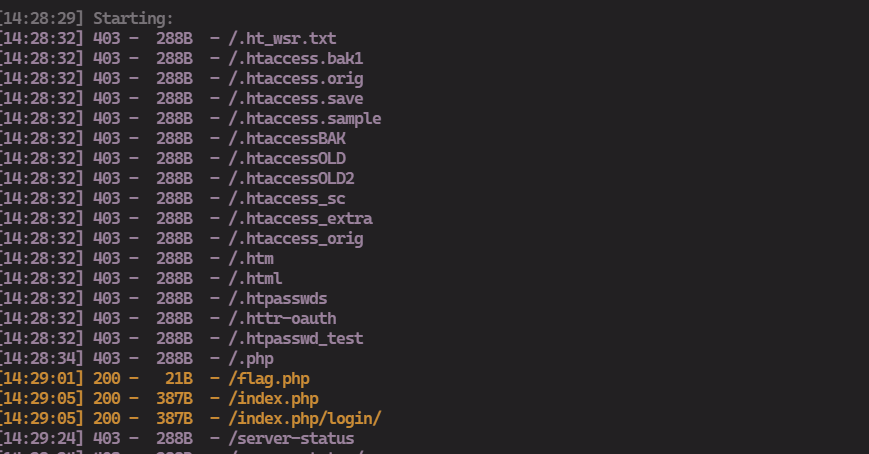 [14:28:29] Starting:
[14:28:32] 403 -  288B  - /.ht_wsr.txt
[14:28:32] 403 -  288B  - /.htaccess.bak1
[14:28:32] 403 -  288B  - /.htaccess.orig
[14:28:32] 403 -  288B  - /.htaccess.save
[14:28:32] 403 -  288B  - /.htaccess.sample
[14:28:32] 403 -  288B  - /.htaccessBAK
[14:28:32] 403 -  288B  - /.htaccessOLD
[14:28:32] 403 -  288B  - /.htaccessOLD2
[14:28:32] 403 -  288B  - /.htaccess_sc
[14:28:32] 403 -  288B  - /.htaccess_extra
[14:28:32] 403 -  288B  - /.htaccess_orig
[14:28:32] 403 -  288B  - /.htm
[14:28:32] 403 -  288B  - /.html
[14:28:32] 403 -  288B  - /.htpasswds
[14:28:32] 403 -  288B  - /.httr-oauth
[14:28:32] 403 -  288B  - /.htpasswd_test
[14:28:34] 403 -  288B  - /.php
[14:29:01] 200 -   21B  - /flag.php
[14:29:05] 200 -  387B  - /index.php
[14:29:05] 200 -  387B  - /index.php/login/
[14:29:24] 403 -  288B  - /server-status